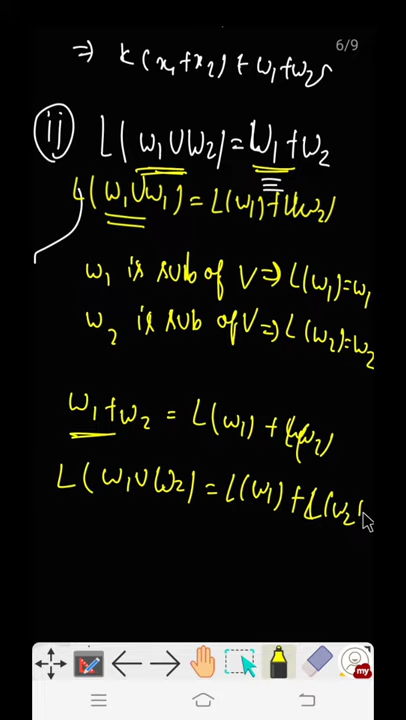 6/9
⇒ k(x₁+x₂) + w₁+w₂
(ii) L(w₁∪w₂)=w₁+w₂
L(w₁∪w₁)=L(w₁)+L(w₂)
w₁ is sub of V⇒L(w₁)=w₁
w₂ is sub of V⇒L(w₂)=w₂
w₁+w₂ = L(w₁)+L(w₂)
L(w₁∪w₂)=L(w₁)+L(w₂)
my